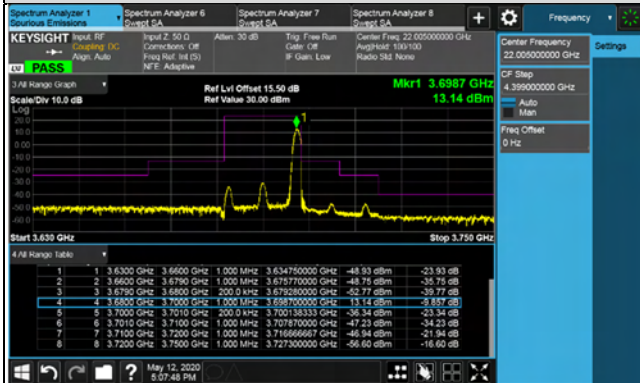 Spectrum Analyzer 1
Spurious Emissions
Spectrum Analyzer 6
Swept SA
Spectrum Analyzer 7
Swept SA
Spectrum Analyzer 8
Swept SA
+
Frequency
KEYSIGHT
Input: RF
Coupling: DC
Align: Auto
Input Z: 50 Ω
Corrections: Off
Freq Ref: Int (S)
NFE: Adaptive
Atten: 30 dB
Trig: Free Run
Gate: Off
IF Gain: Low
Center Freq: 22.005000000 GHz
Avg|Hold: 100/100
Radio Std: None
PASS
Center Frequency
22.005000000 GHz
Settings
CF Step
4.399000000 GHz
Auto
Man
Freq Offset
0 Hz
3 All Range Graph
Scale/Div 10.0 dB
Ref Lvl Offset 15.50 dB
Ref Value 30.00 dBm
Mkr1 3.6987 GHz
13.14 dBm
Log
20.0
10.0
0.00
-10.0
-20.0
-30.0
-40.0
-50.0
-60.0
1
Start 3.630 GHz
Stop 3.750 GHz
4 All Range Table
1 1 3.6300 GHz 3.6600 GHz 1.000 MHz 3.634750000 GHz -48.93 dBm -23.93 dB
2 2 3.6600 GHz 3.6790 GHz 1.000 MHz 3.675770000 GHz -48.75 dBm -35.75 dB
3 3 3.6790 GHz 3.6800 GHz 200.0 kHz 3.679280000 GHz -52.77 dBm -39.77 dB
4 4 3.6800 GHz 3.7000 GHz 1.000 MHz 3.698700000 GHz 13.14 dBm -9.857 dB
5 5 3.7000 GHz 3.7010 GHz 200.0 kHz 3.700138333 GHz -36.34 dBm -23.34 dB
6 6 3.7010 GHz 3.7100 GHz 1.000 MHz 3.707870000 GHz -47.23 dBm -34.23 dB
7 7 3.7100 GHz 3.7200 GHz 1.000 MHz 3.716666667 GHz -46.94 dBm -21.94 dB
8 8 3.7200 GHz 3.7500 GHz 1.000 MHz 3.727300000 GHz -56.60 dBm -16.60 dB
?
May 12, 2020
5:07:48 PM